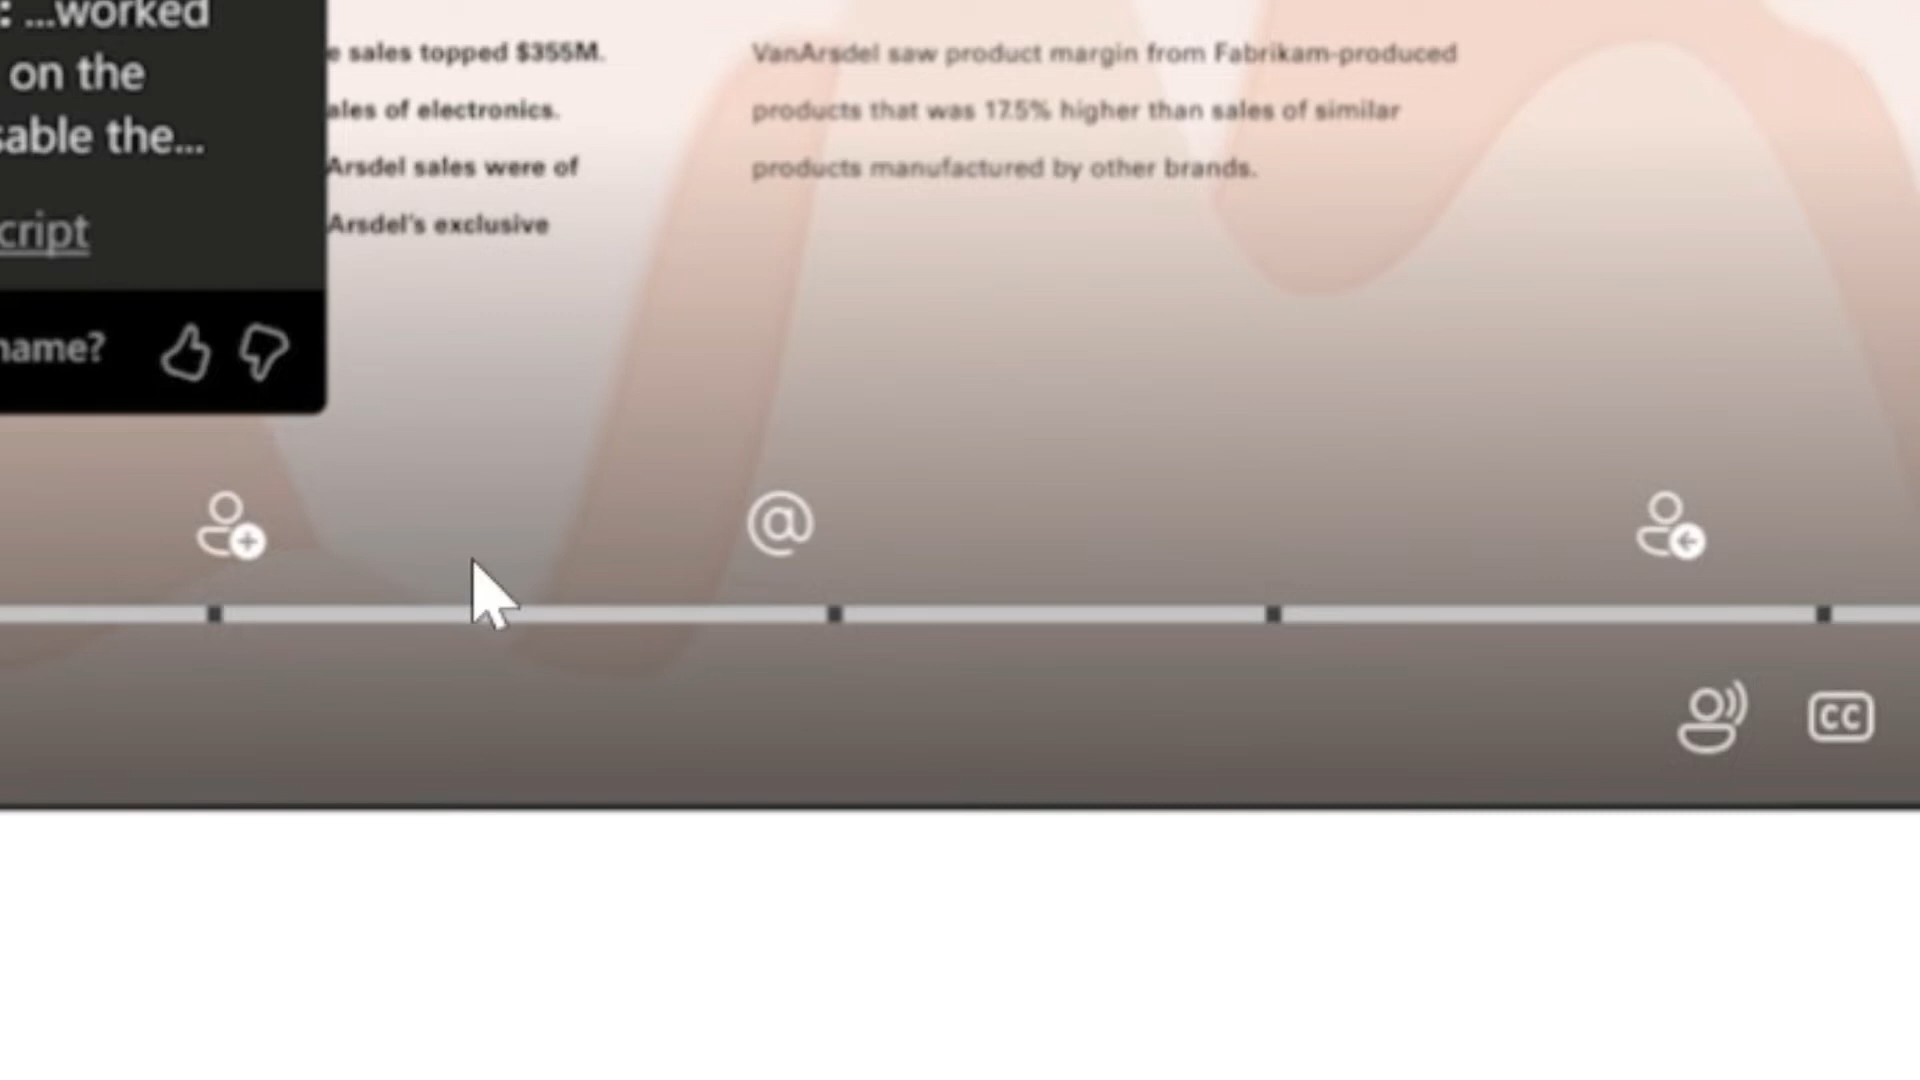 : ...worked
on the
sable the...
cript
name?
e sales topped $355M.
ales of electronics.
Arsdel sales were of
Arsdel's exclusive
VanArsdel saw product margin from Fabrikam-produced
products that was 17.5% higher than sales of similar
products manufactured by other brands.
@
CC